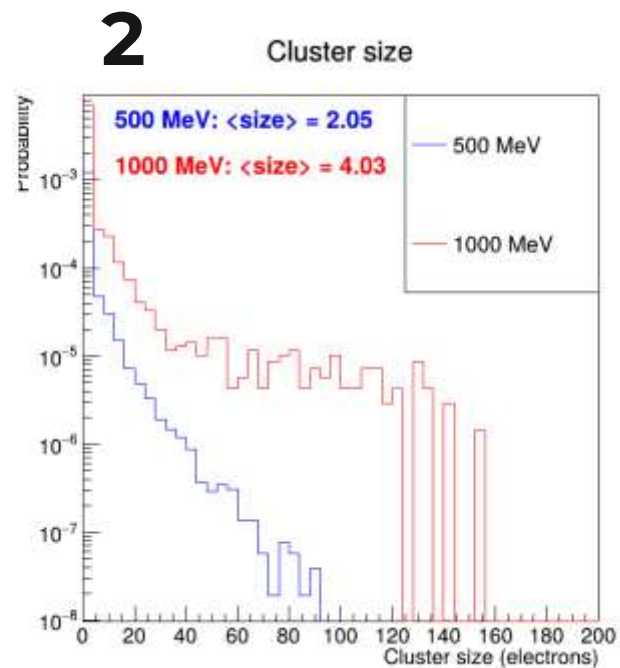 2
Cluster size
500 MeV: <size> = 2.05
1000 MeV: <size> = 4.03
500 MeV
1000 MeV
Probability
10⁻³
10⁻⁴
10⁻⁵
10⁻⁶
10⁻⁷
10⁻⁸
0 20 40 60 80 100 120 140 160 180 200
Cluster size (electrons)